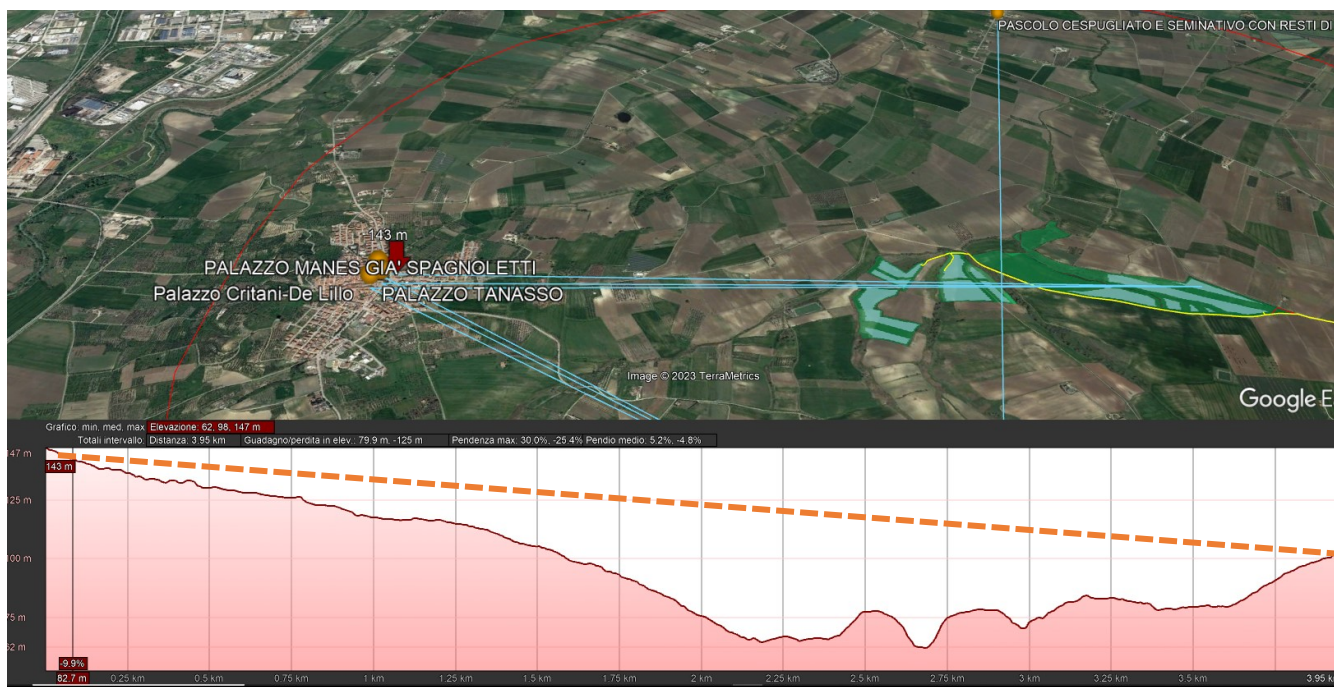 PASCOLO CESPUGLIATO E SEMINATIVO CON RESTI DI
143 m
PALAZZO MANES GIA' SPAGNOLETTI
Palazzo Critani-De Lillo
PALAZZO TANASSO
Image © 2023 TerraMetrics
Google E
Grafico: min. med. max Elevazione: 62, 98, 147 m
Totali intervallo: Distanza: 3.95 km Guadagno/perdita in elev.: 79.9 m, -125 m Pendenza max: 30.0%, -25.4% Pendio medio: 5.2%, -4.8%
147 m
143 m
125 m
100 m
75 m
62 m
-9.9%
82.7 m 0.25 km 0.5 km 0.75 km 1 km 1.25 km 1.5 km 1.75 km 2 km 2.25 km 2.5 km 2.75 km 3 km 3.25 km 3.5 km 3.95 km